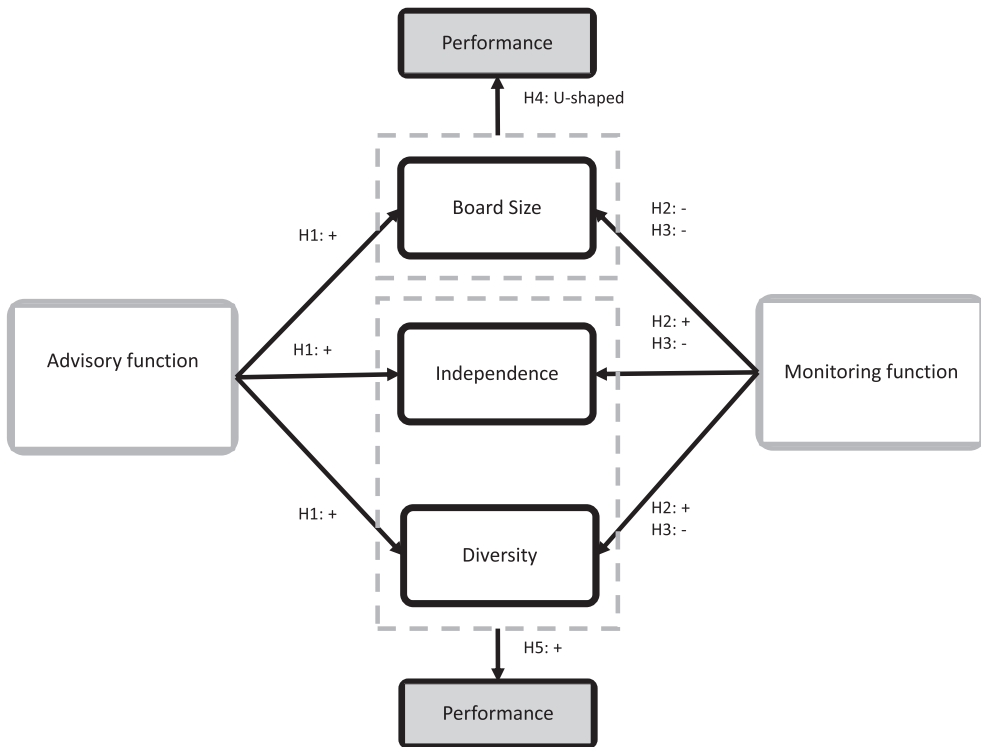 Performance
H4: U-shaped
Board Size
H1: +
H2: -
H3: -
Advisory function
H1: +
Independence
H2: +
H3: -
Monitoring function
H1: +
Diversity
H2: +
H3: -
H5: +
Performance